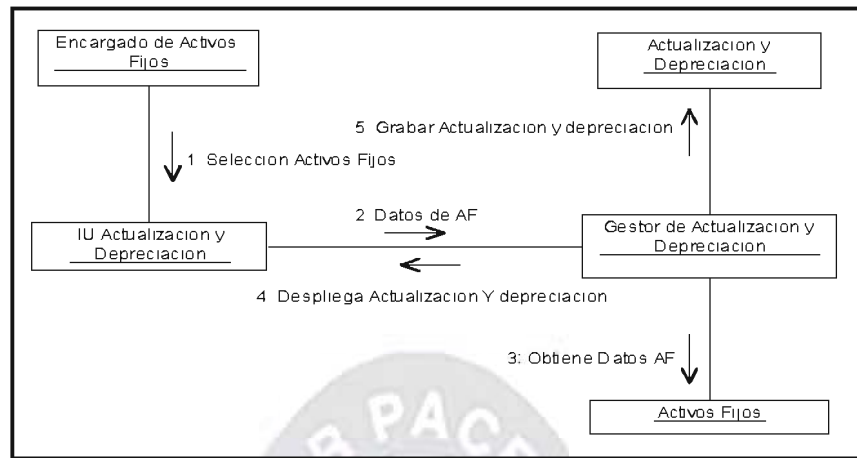 Encargado de Activos
Fijos
Actualizacion y
Depreciacion
5 Grabar Actualizacion y depreciacion
1 Seleccion Activos Fijos
2 Datos de AF
IU Actualizacion y
Depreciacion
Gestor de Actualizacion y
Depreciacion
4 Despliega Actualizacion Y depreciacion
3: Obtiene Datos AF
Activos Fijos